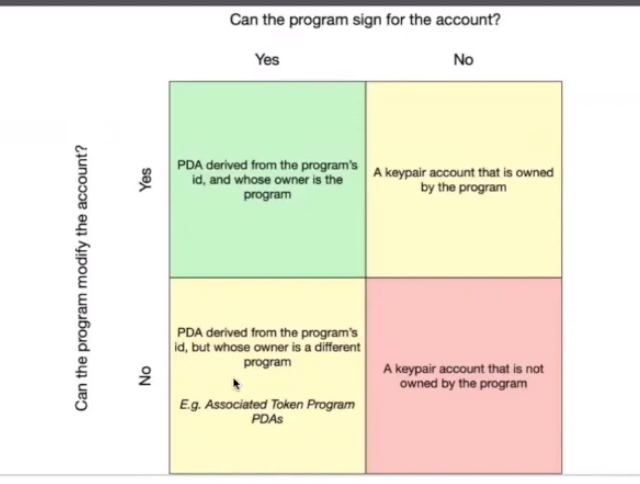 Can the program sign for the account?
Yes
No
Can the program modify the account?
Yes
PDA derived from the program's
id, and whose owner is the
program
A keypair account that is owned
by the program
No
PDA derived from the program's
id, but whose owner is a different
program
E.g. Associated Token Program
PDAs
A keypair account that is not
owned by the program